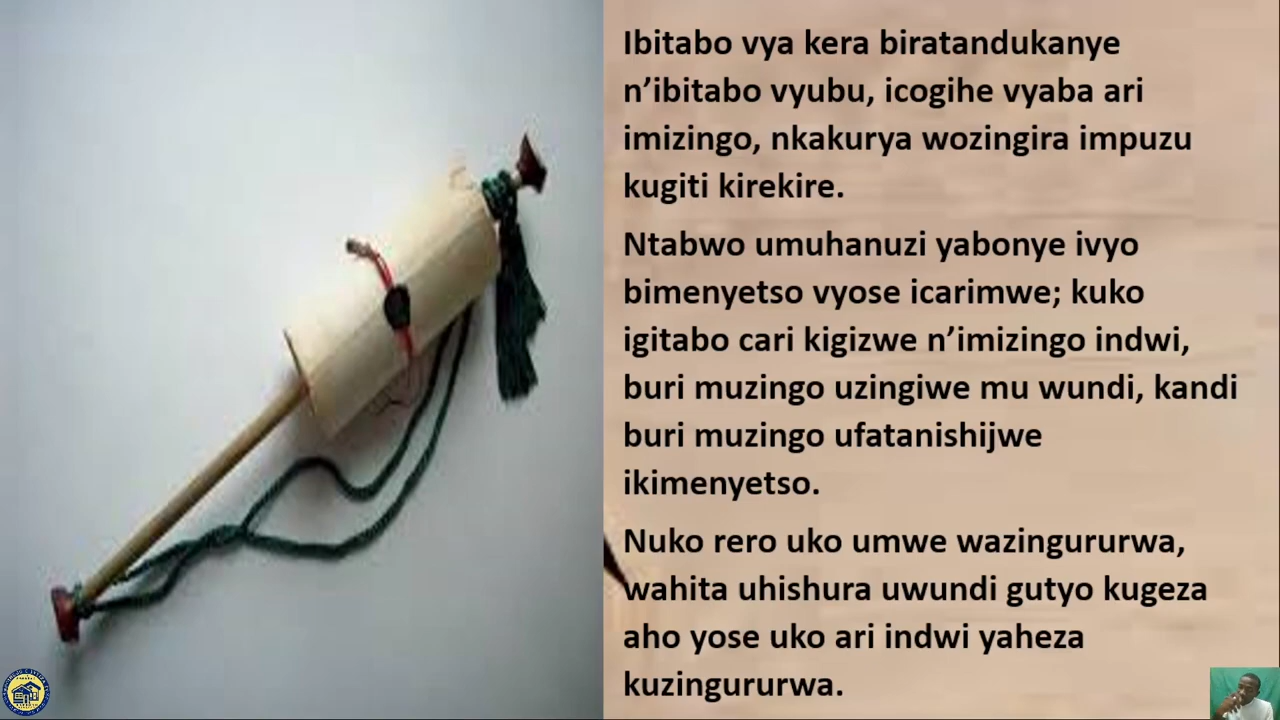 Ibitabo vya kera biratandukanye
n’ibitabo vyubu, icogihe vyaba ari
imizingo, nkakurya wozingira impuzu
kugiti kirekire.
Ntabwo umuhanuzi yabonye ivyo
bimenyetso vyose icarimwe; kuko
igitabo cari kigizwe n’imizingo indwi,
buri muzingo uzingiwe mu wundi, kandi
buri muzingo ufatanishijwe
ikimenyetso.
Nuko rero uko umwe wazingururwa,
wahita uhishura uwundi gutyo kugeza
aho yose uko ari indwi yaheza
kuzingururwa.